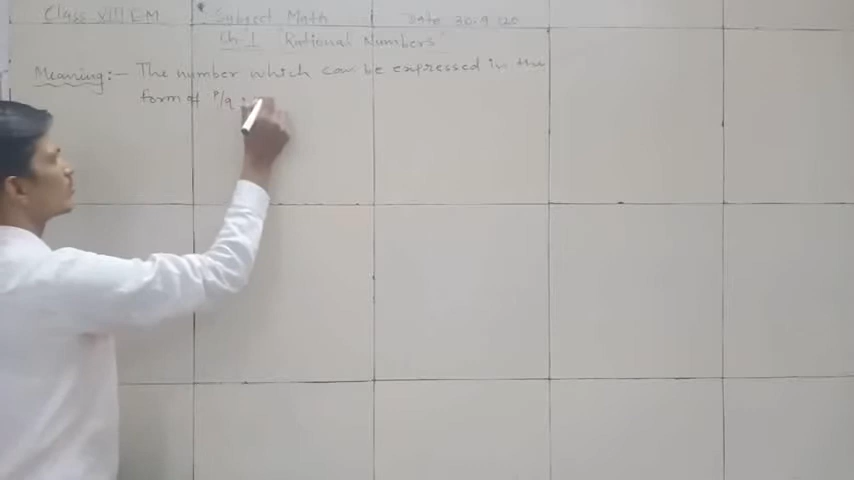 Class VIII EM * Subject Math Date 30.9.20
Ch 1 Rational Numbers
Meaning:- The number which can be expressed in the
form of P/q